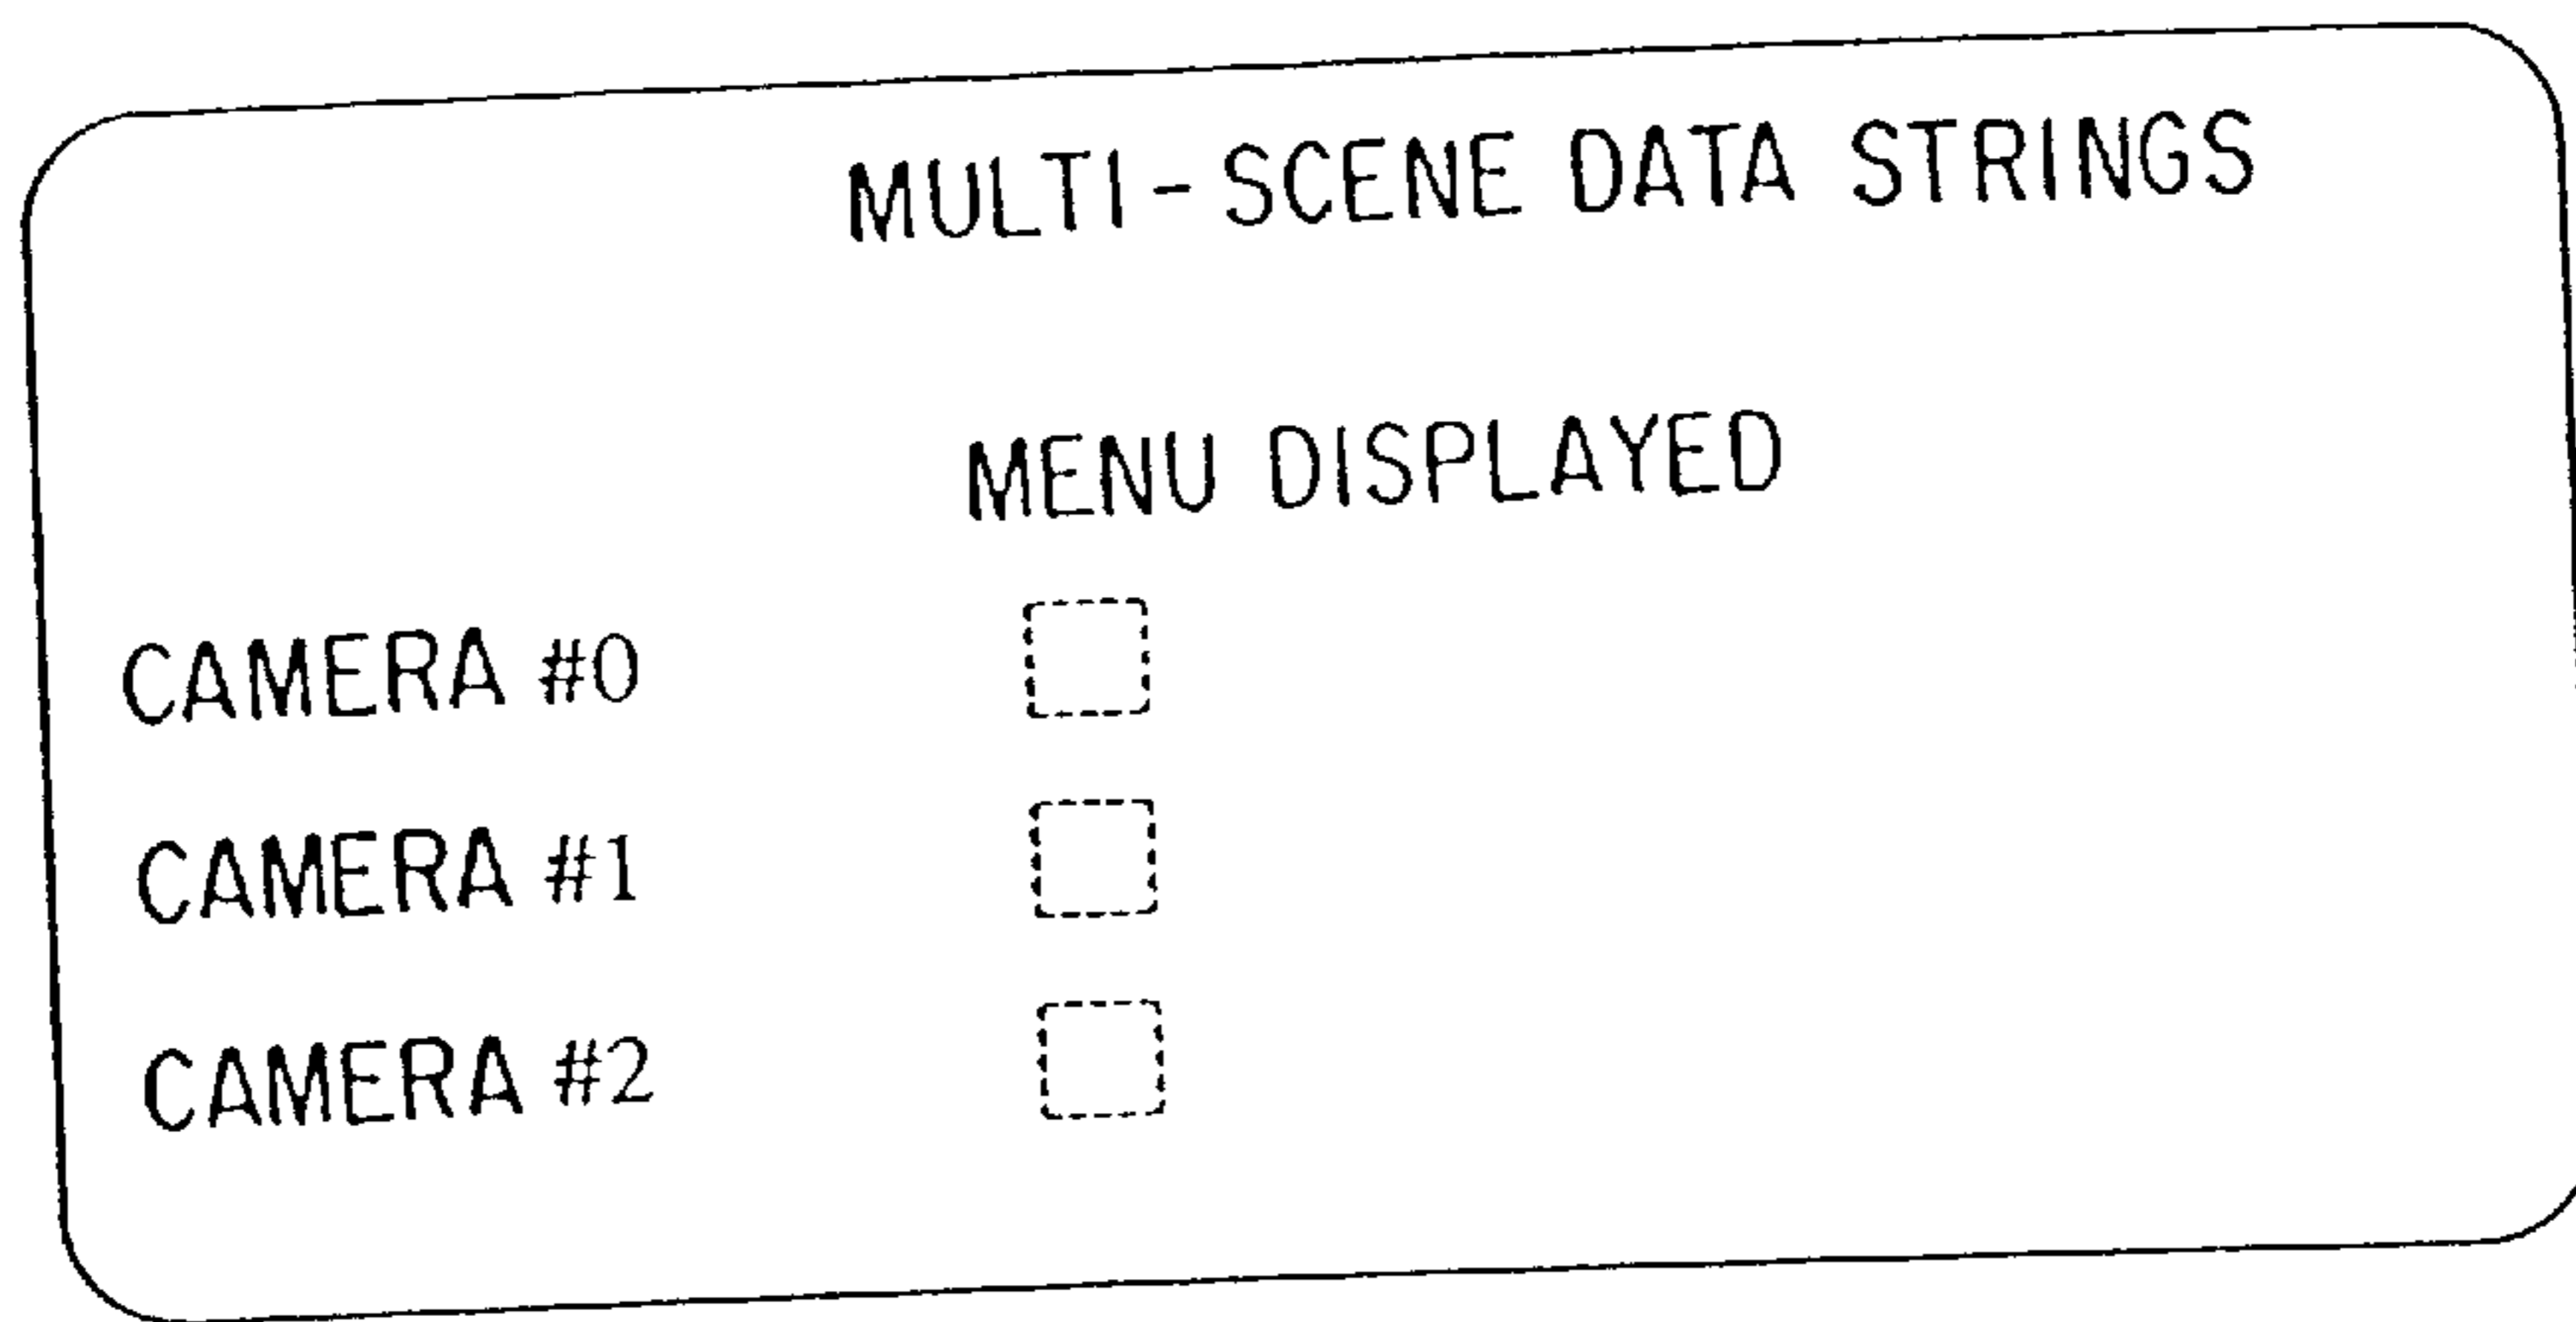 MULTI-SCENE DATA STRINGS
MENU DISPLAYED
CAMERA #0
CAMERA #1
CAMERA #2